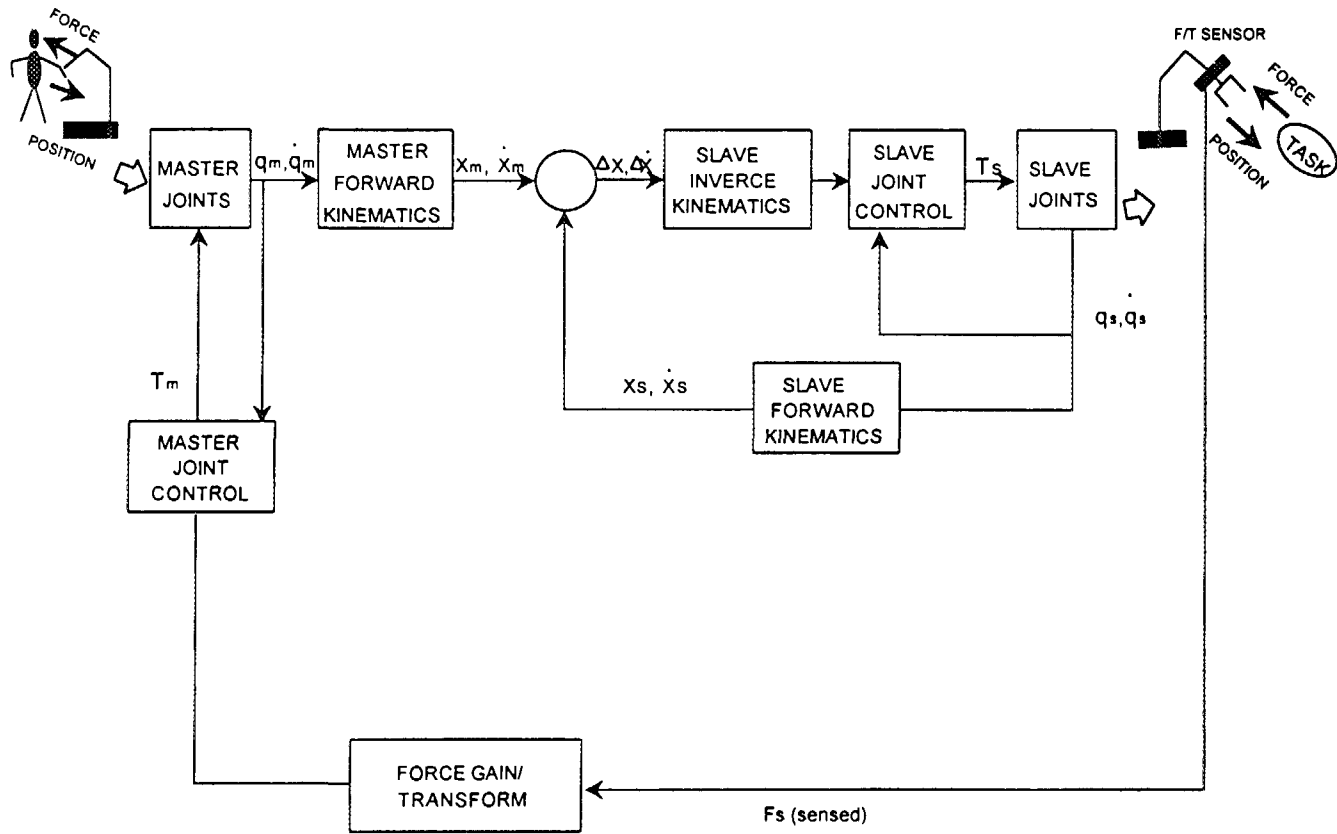 FORCE
POSITION
F/T SENSOR
FORCE
POSITION
TASK
MASTER
JOINTS
qm, q̇m
MASTER
FORWARD
KINEMATICS
Xm, Ẋm
ΔX, ΔẊ
SLAVE
INVERCE
KINEMATICS
SLAVE
JOINT
CONTROL
Ts
SLAVE
JOINTS
qs, q̇s
Tm
Xs, Ẋs
SLAVE
FORWARD
KINEMATICS
MASTER
JOINT
CONTROL
FORCE GAIN/
TRANSFORM
Fs (sensed)